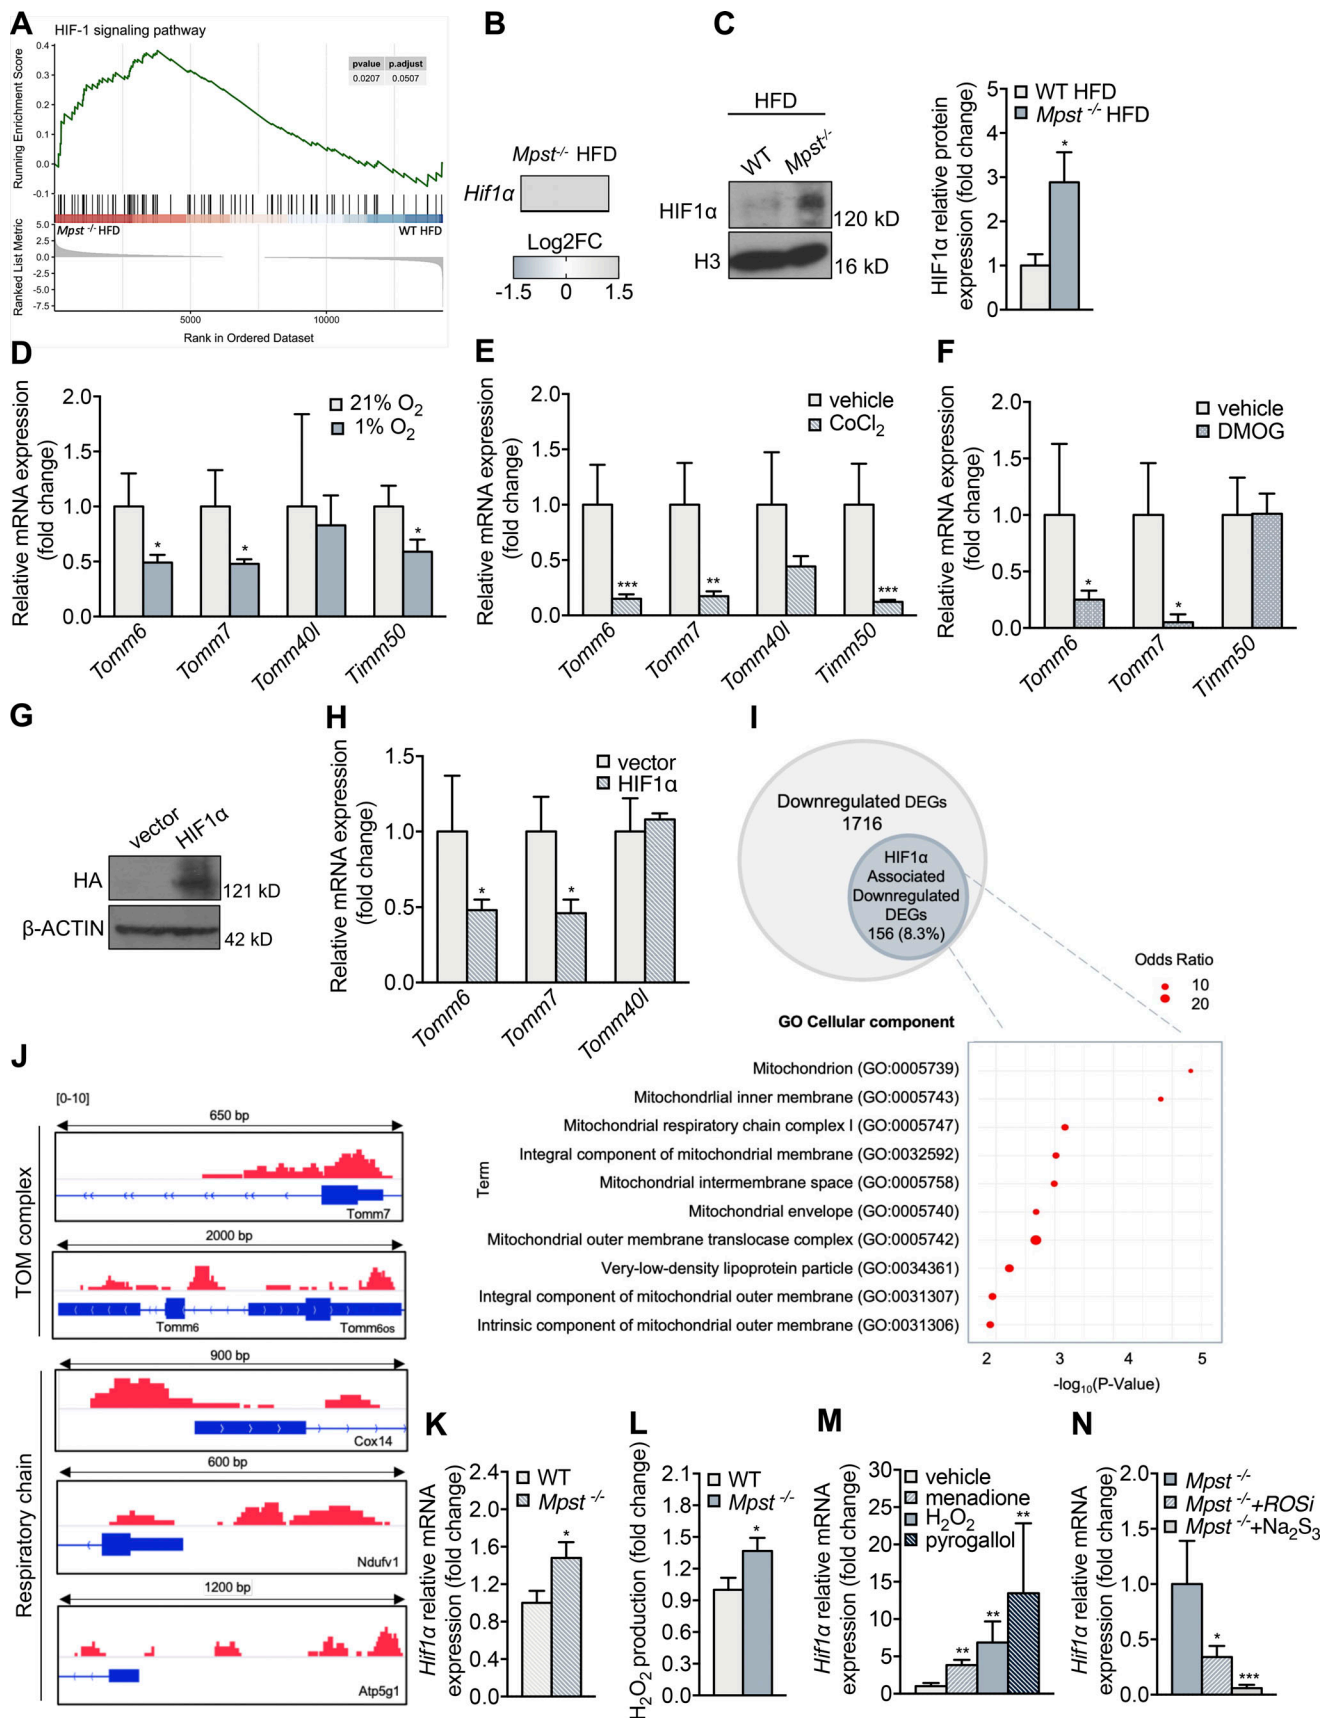 A
HIF-1 signaling pathway
Running Enrichment Score
0.4
0.3
0.2
0.1
0.0
-0.1
pvalue p.adjust
0.0207 0.0507
Mpst -/- HFD
WT HFD
Ranked List Metric
5.0
2.5
0.0
-2.5
-5.0
-7.5
5000 10000
Rank in Ordered Dataset
B
Mpst-/- HFD
Hif1α
Log2FC
-1.5 0 1.5
C
HFD
WT Mpst-/-
HIF1α
120 kD
H3
16 kD
HIF1α relative protein
expression (fold change)
5
4
3
2
1
0
WT HFD
Mpst -/- HFD
*
D
Relative mRNA expression
(fold change)
2.0
1.5
1.0
0.5
0.0
21% O2
1% O2
* * *
Tomm6 Tomm7 Tomm40l Timm50
E
Relative mRNA expression
(fold change)
2.0
1.5
1.0
0.5
0.0
vehicle
CoCl2
*** ** ***
Tomm6 Tomm7 Tomm40l Timm50
F
Relative mRNA expression
(fold change)
2.0
1.5
1.0
0.5
0.0
vehicle
DMOG
* *
Tomm6 Tomm7 Timm50
G
vector HIF1α
HA
121 kD
β-ACTIN
42 kD
H
Relative mRNA expression
(fold change)
1.5
1.0
0.5
0.0
vector
HIF1α
* *
Tomm6 Tomm7 Tomm40l
I
Downregulated DEGs
1716
HIF1α
Associated
Downregulated
DEGs
156 (8.3%)
Odds Ratio
10
20
GO Cellular component
Term
Mitochondrion (GO:0005739)
Mitochondrlial inner membrane (GO:0005743)
Mitochondrial respiratory chain complex I (GO:0005747)
Integral component of mitochondrial membrane (GO:0032592)
Mitochondrial intermembrane space (GO:0005758)
Mitochondrial envelope (GO:0005740)
Mitochondrial outer membrane translocase complex (GO:0005742)
Very-low-density lipoprotein particle (GO:0034361)
Integral component of mitochondrial outer membrane (GO:0031307)
Intrinsic component of mitochondrial outer membrane (GO:0031306)
2 3 4 5
-log10(P-Value)
J
[0-10]
TOM complex
650 bp
Tomm7
2000 bp
Tomm6 Tomm6os
Respiratory chain
900 bp
Cox14
600 bp
Ndufv1
1200 bp
Atp5g1
K
Hif1α relative mRNA
expression (fold change)
2.4
2.0
1.6
1.2
0.8
0.4
0.0
WT
Mpst -/-
*
L
H2O2 production (fold change)
2.1
1.8
1.5
1.2
0.9
0.6
0.3
0.0
WT
Mpst -/-
*
M
Hif1α relative mRNA
expression (fold change)
30
25
20
15
10
5
0
vehicle
menadione
H2O2
pyrogallol
** ** **
N
Hif1α relative mRNA
expression (fold change)
2.0
1.5
1.0
0.5
0.0
Mpst -/-
Mpst -/-+ROSi
Mpst -/-+Na2S3
* ***